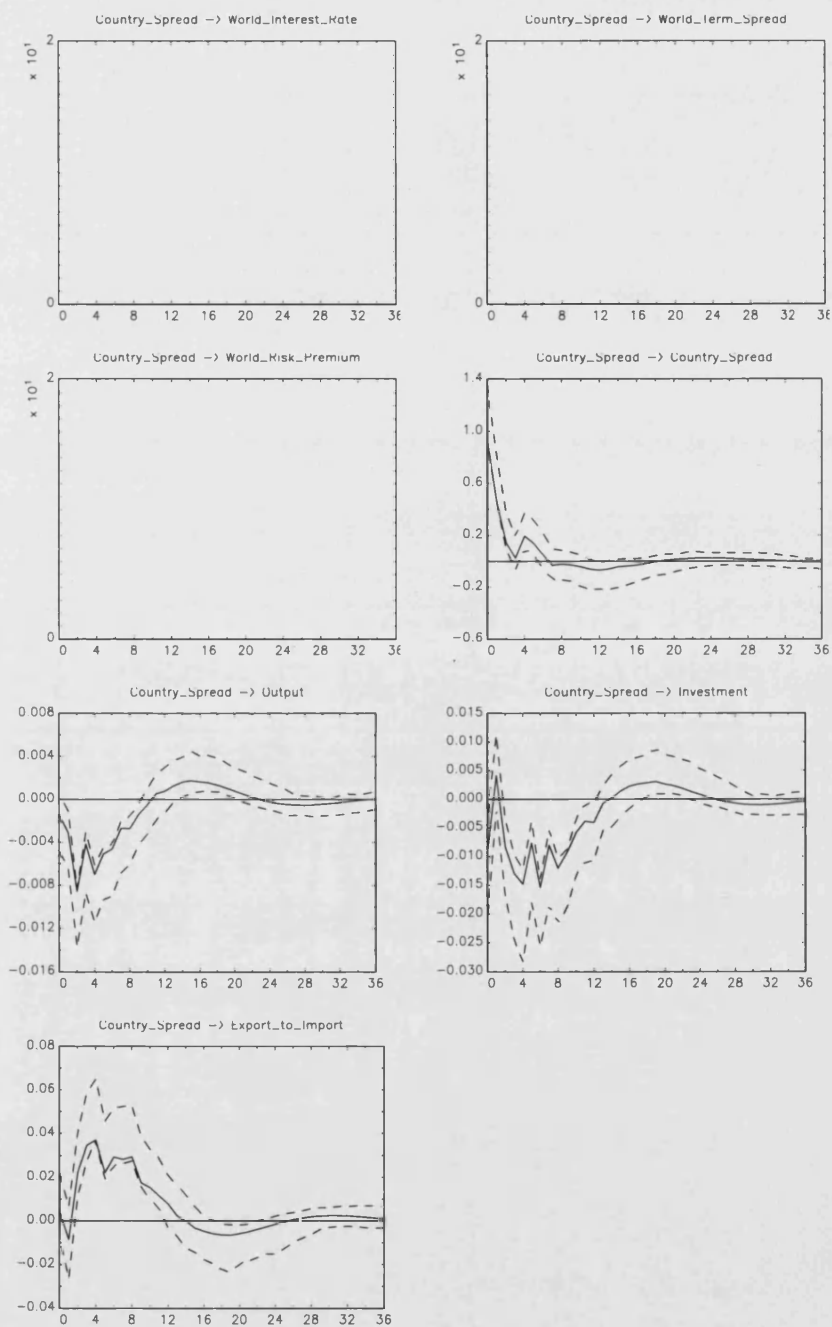 Country_Spread -> World_Interest_Rate
x 10¹
2
0
0 4 8 12 16 20 24 28 32 36
Country_Spread -> World_Term_Spread
x 10¹
2
0
0 4 8 12 16 20 24 28 32 36
Country_Spread -> World_Risk_Premium
x 10¹
2
0
0 4 8 12 16 20 24 28 32 36
Country_Spread -> Country_Spread
1.4
1.0
0.6
0.2
-0.2
-0.6
0 4 8 12 16 20 24 28 32 36
Country_Spread -> Output
0.008
0.004
0.000
-0.004
-0.008
-0.012
-0.016
0 4 8 12 16 20 24 28 32 36
Country_Spread -> Investment
0.015
0.010
0.005
0.000
-0.005
-0.010
-0.015
-0.020
-0.025
-0.030
0 4 8 12 16 20 24 28 32 36
Country_Spread -> Export_to_Import
0.08
0.06
0.04
0.02
0.00
-0.02
-0.04
0 4 8 12 16 20 24 28 32 36